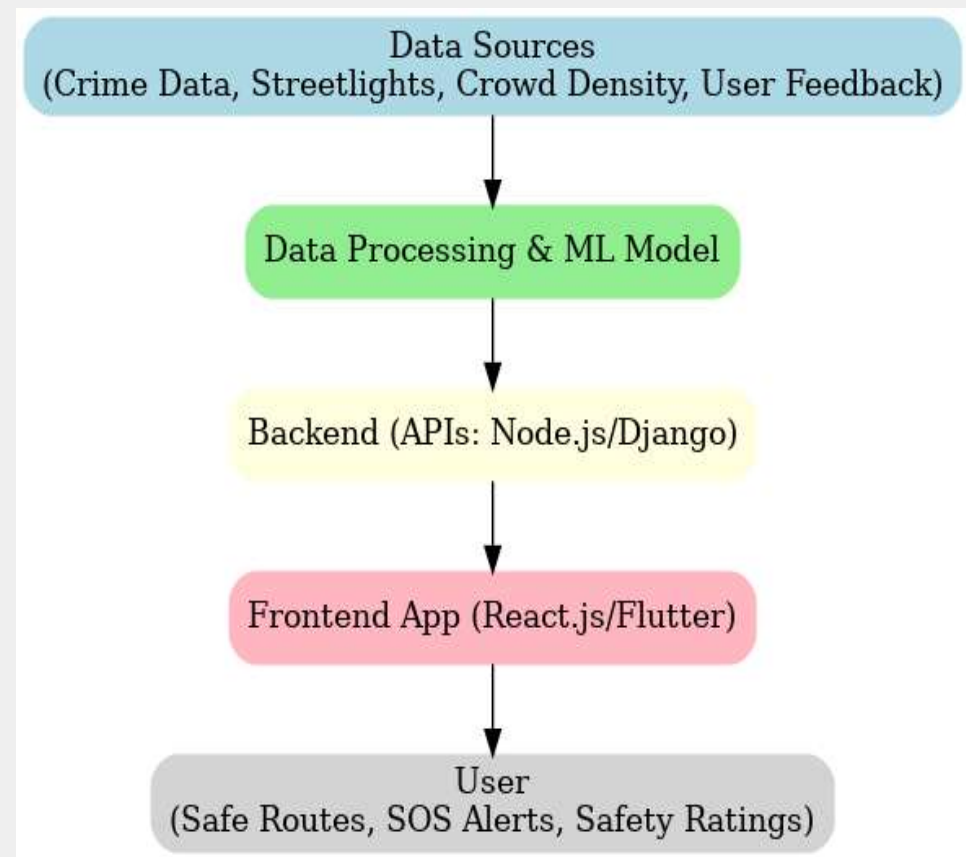 Data Sources
(Crime Data, Streetlights, Crowd Density, User Feedback)
Data Processing & ML Model
Backend (APIs: Node.js/Django)
Frontend App (React.js/Flutter)
User
(Safe Routes, SOS Alerts, Safety Ratings)